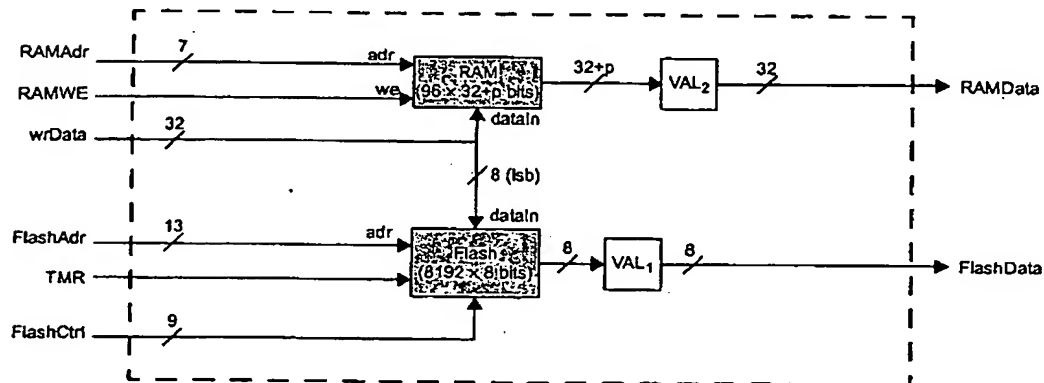 RAMAdr
7
adr
RAM
(96 × 32+p bits)
32+p
VAL2
32
RAMData
RAMWE
we
wrData
32
dataIn
8 (lsb)
dataIn
FlashAdr
13
adr
Flash
(8192 × 8 bits)
8
VAL1
8
FlashData
TMR
FlashCtrl
9